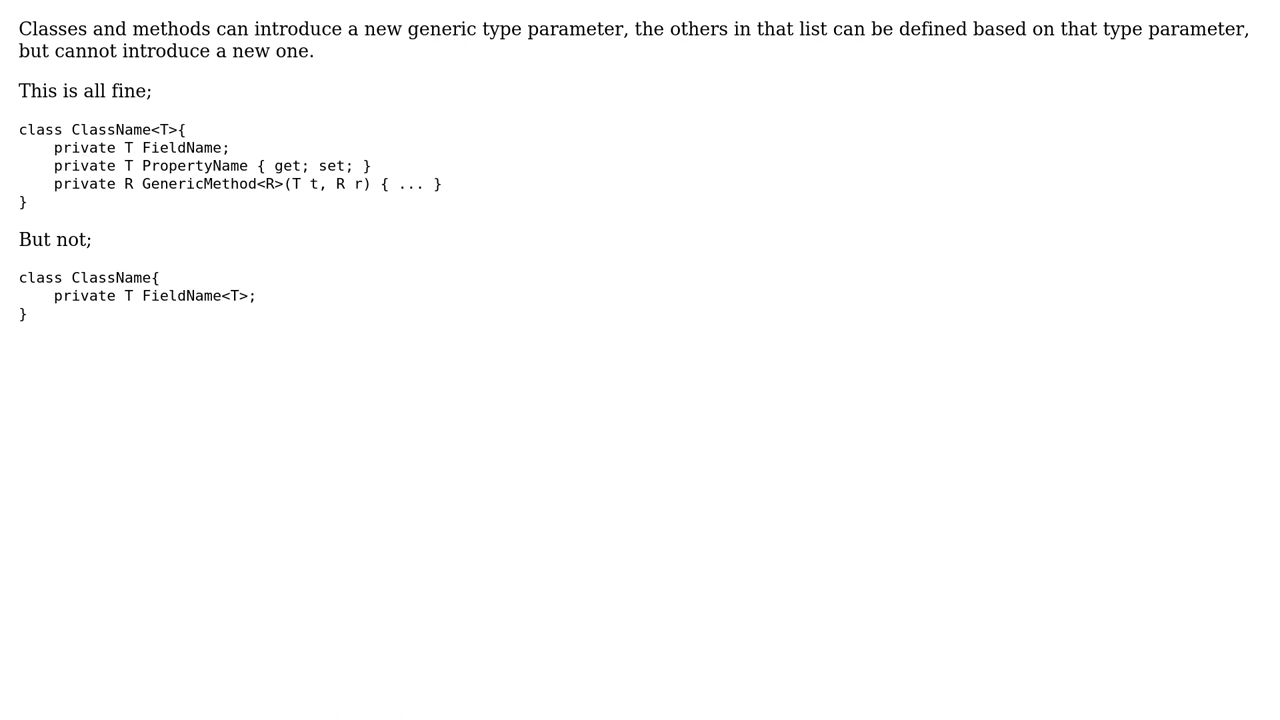 Classes and methods can introduce a new generic type parameter, the others in that list can be defined based on that type parameter,
but cannot introduce a new one.
This is all fine;
class ClassName<T>{
    private T FieldName;
    private T PropertyName { get; set; }
    private R GenericMethod<R>(T t, R r) { ... }
}
But not;
class ClassName{
    private T FieldName<T>;
}